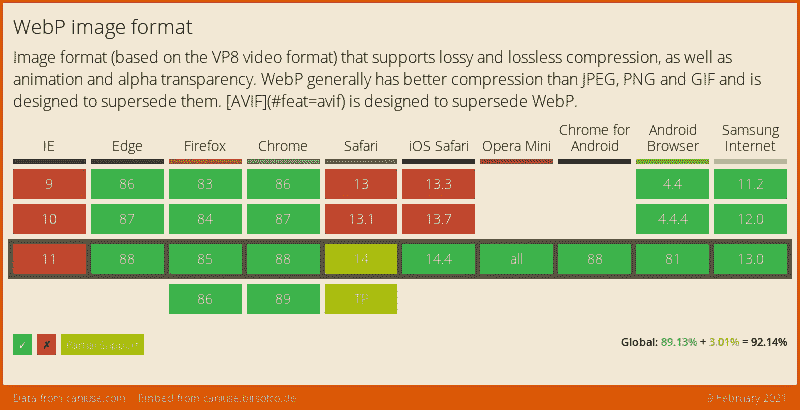 WebP image format
Image format (based on the VP8 video format) that supports lossy and lossless compression, as well as
animation and alpha transparency. WebP generally has better compression than JPEG, PNG and GIF and is
designed to supersede them. [AVIF](#feat=avif) is designed to supersede WebP.
IE Edge Firefox Chrome Safari iOS Safari Opera Mini Chrome for Android Android Browser Samsung Internet
9 86 83 86 13 13.3 4.4 11.2
10 87 84 87 13.1 13.7 4.4.4 12.0
11 88 85 88 14 14.4 all 88 81 13.0
86 89 TP
✓ ✗ Partial support
Global: 89.13% + 3.01% = 92.14%
Data from caniuse.com Embed from caniuse.bitsofco.de 9 February 2021